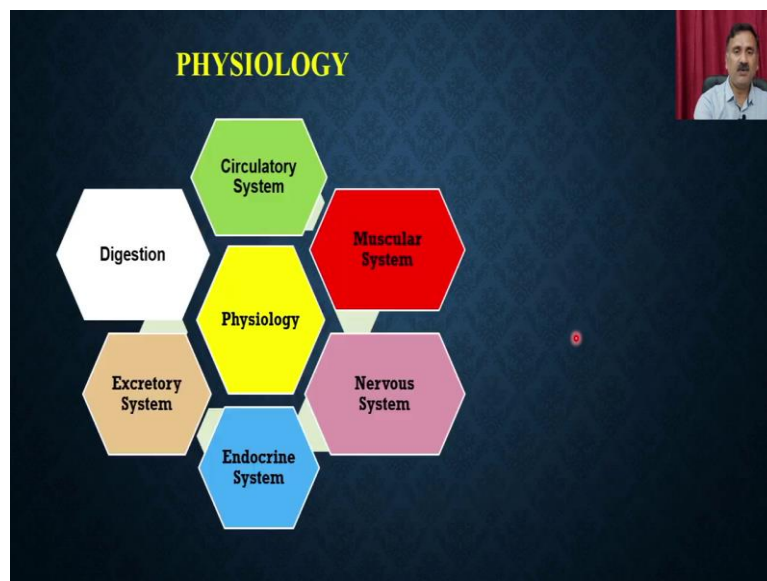 PHYSIOLOGY
Circulatory
System
Muscular
System
Digestion
Physiology
Excretory
System
Nervous
System
Endocrine
System